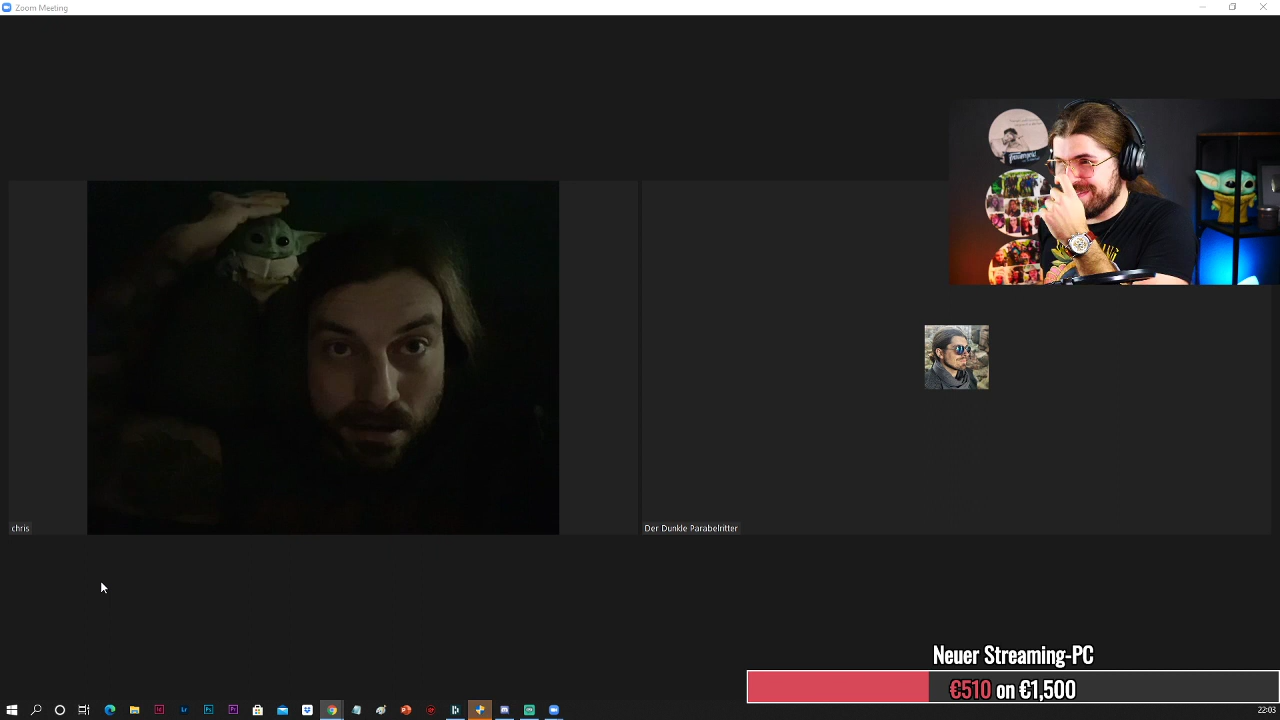 Zoom Meeting
chris
Der Dunkle Parabelritter
Neuer Streaming-PC
€510 on €1,500
22:03